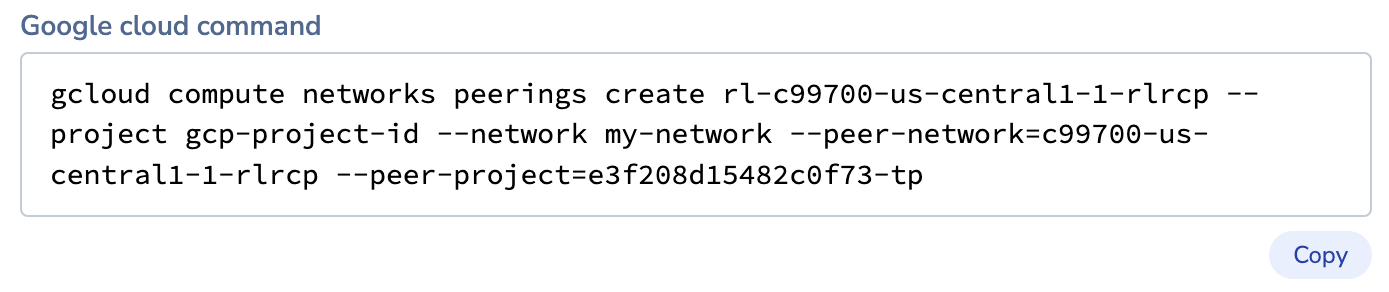 Google cloud command
gcloud compute networks peerings create rl-c99700-us-central1-1-rlrcp --
project gcp-project-id --network my-network --peer-network=c99700-us-
central1-1-rlrcp --peer-project=e3f208d15482c0f73-tp
Copy